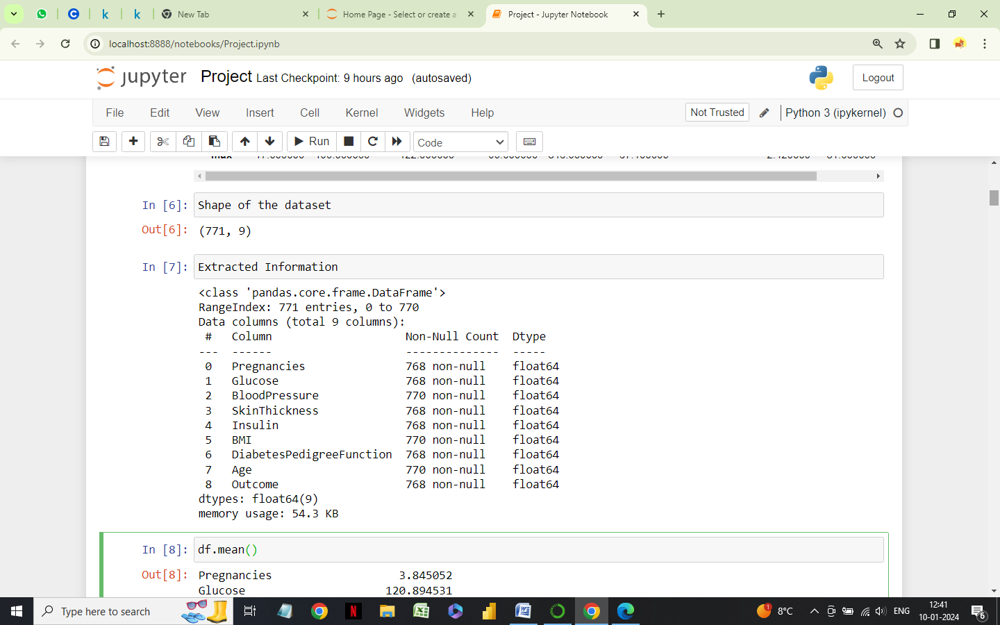 New Tab
Home Page - Select or create a
Project - Jupyter Notebook
localhost:8888/notebooks/Project.ipynb
jupyter Project Last Checkpoint: 9 hours ago (autosaved)
Logout
File Edit View Insert Cell Kernel Widgets Help
Not Trusted
Python 3 (ipykernel)
Run
Code
In [6]: Shape of the dataset
Out[6]: (771, 9)
In [7]: Extracted Information
<class 'pandas.core.frame.DataFrame'>
RangeIndex: 771 entries, 0 to 770
Data columns (total 9 columns):
# Column Non-Null Count Dtype
--- ------ -------------- -----
0 Pregnancies 768 non-null float64
1 Glucose 768 non-null float64
2 BloodPressure 770 non-null float64
3 SkinThickness 768 non-null float64
4 Insulin 768 non-null float64
5 BMI 770 non-null float64
6 DiabetesPedigreeFunction 768 non-null float64
7 Age 770 non-null float64
8 Outcome 768 non-null float64
dtypes: float64(9)
memory usage: 54.3 KB
In [8]: df.mean()
Out[8]: Pregnancies 3.845052
Glucose 120.894531
Type here to search
8°C
ENG
12:41
10-01-2024
6